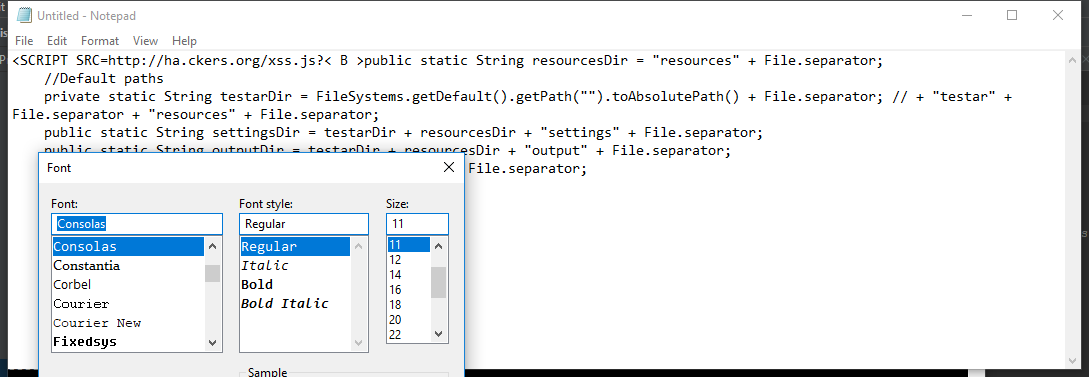 Untitled - Notepad
File Edit Format View Help
<SCRIPT SRC=http://ha.ckers.org/xss.js?< B >public static String resourcesDir = "resources" + File.separator;
//Default paths
private static String testarDir = FileSystems.getDefault().getPath("").toAbsolutePath() + File.separator; // + "testar" +
File.separator + "resources" + File.separator;
public static String settingsDir = testarDir + resourcesDir + "settings" + File.separator;
public static String outputDir = testarDir + resourcesDir + "output" + File.separator;
File.separator;
Font
Font: Font style: Size:
Consolas Regular 11
Consolas Regular 11
Constantia Italic 12
Corbel Bold 14
Courier Bold Italic 16
Courier New 18
Fixedsys 20
22
Sample